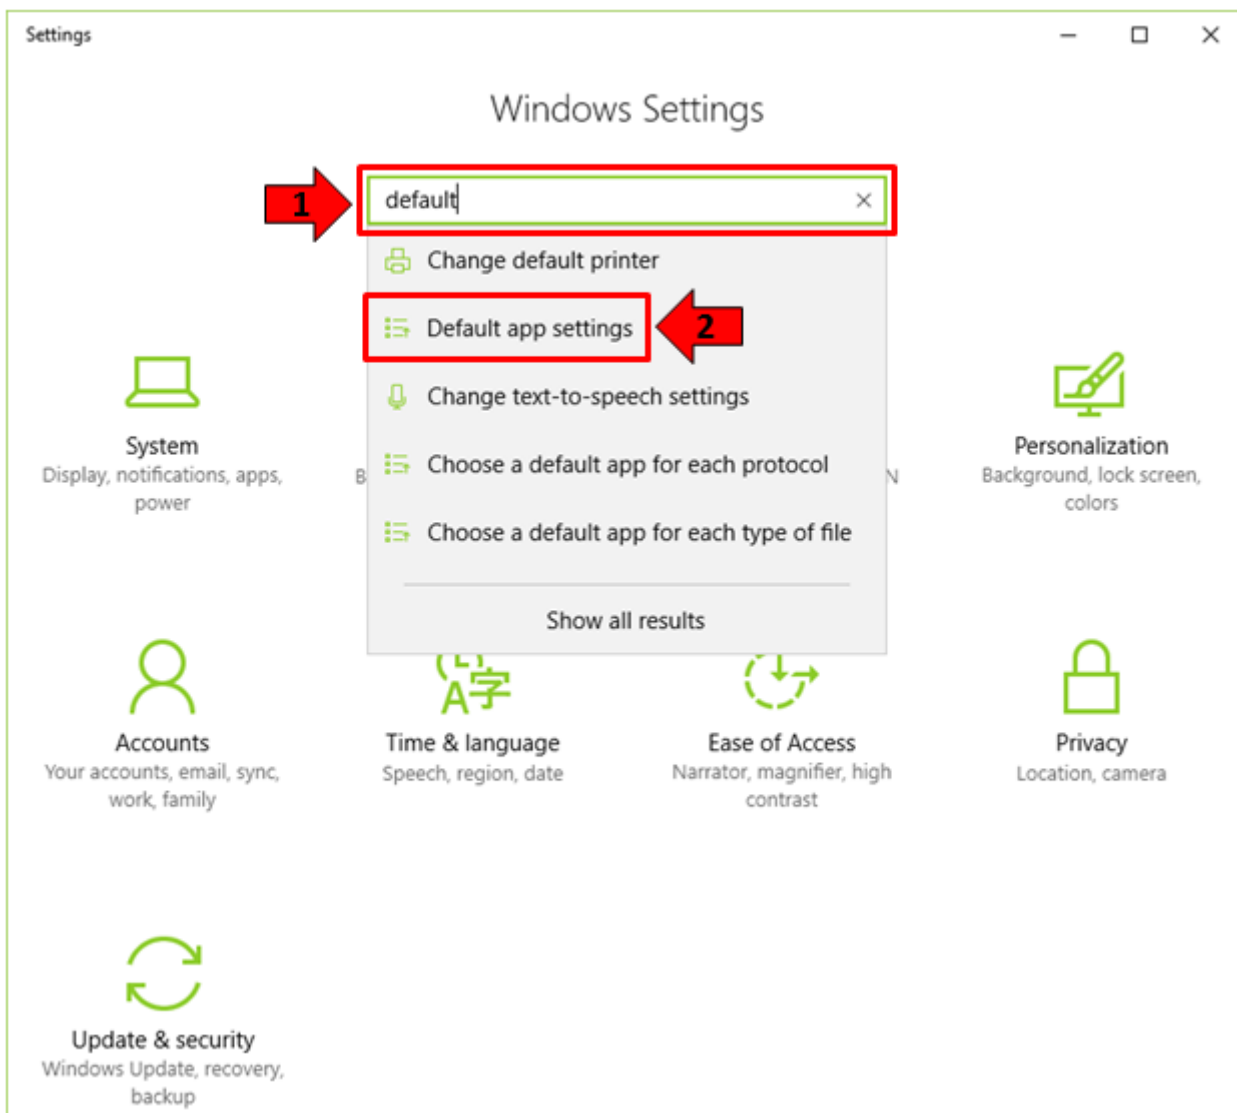 Settings
Windows Settings
1
default
Change default printer
Default app settings
2
Change text-to-speech settings
Choose a default app for each protocol
Choose a default app for each type of file
Show all results
System
Display, notifications, apps,
power
B
N
Personalization
Background, lock screen,
colors
A字
Accounts
Your accounts, email, sync,
work, family
Time & language
Speech, region, date
Ease of Access
Narrator, magnifier, high
contrast
Privacy
Location, camera
Update & security
Windows Update, recovery,
backup